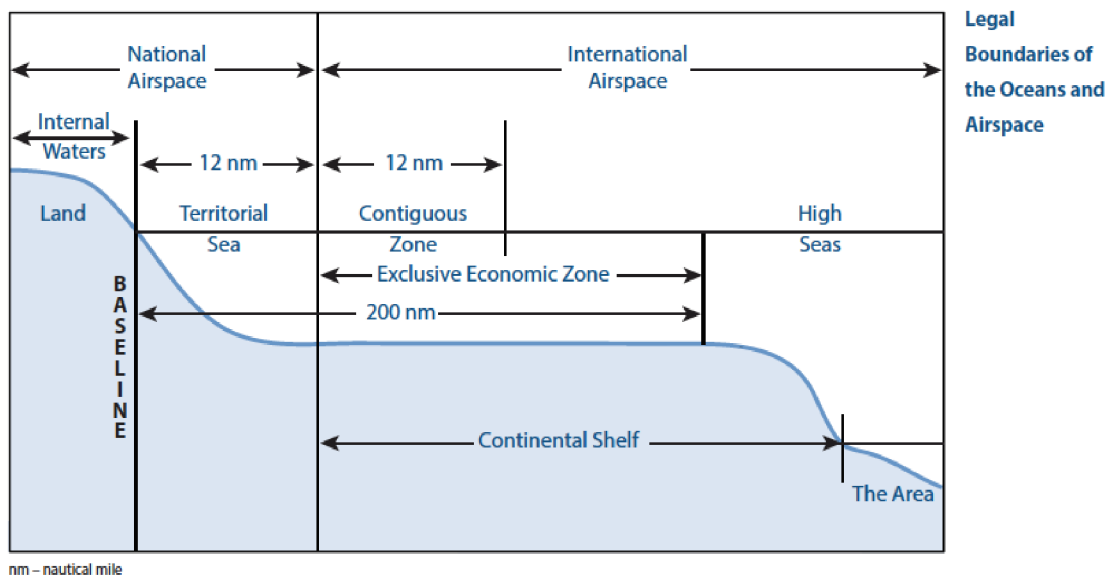 Legal
Boundaries of
the Oceans and
Airspace
National
Airspace
International
Airspace
Internal
Waters
12 nm
12 nm
Land
Territorial
Sea
Contiguous
Zone
High
Seas
Exclusive Economic Zone
200 nm
BASELINE
Continental Shelf
The Area
nm – nautical mile